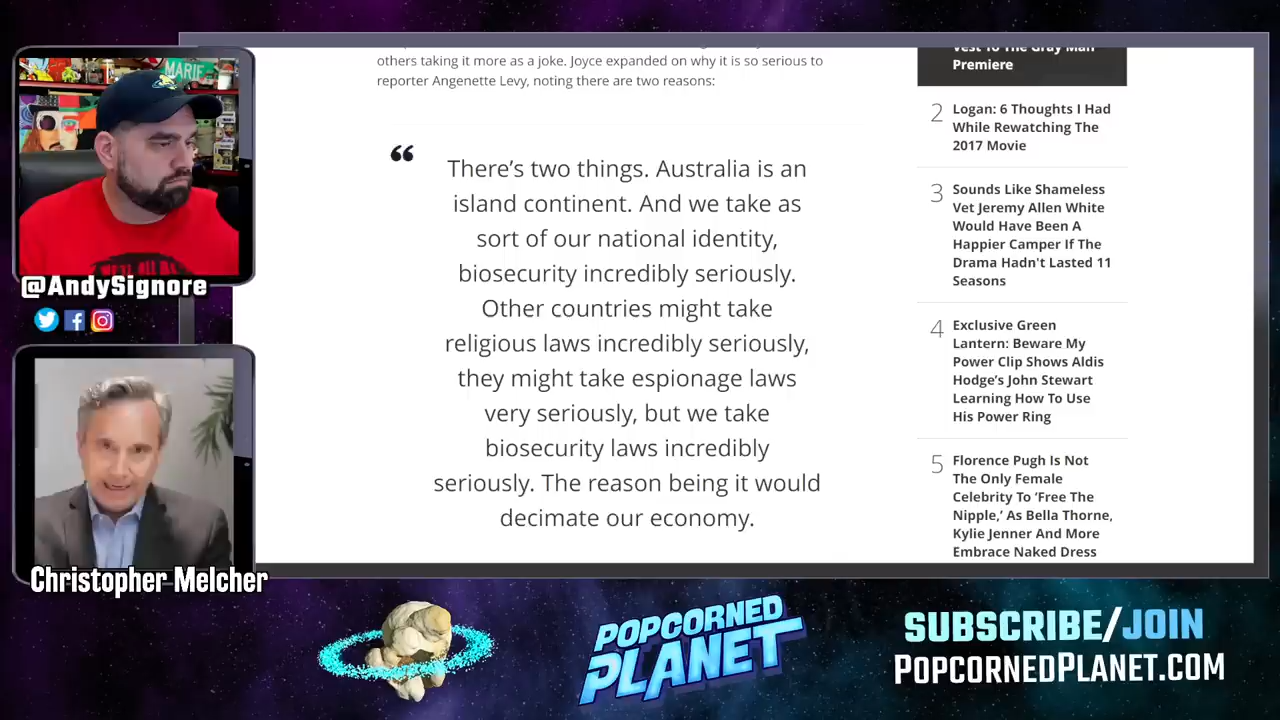 MARIE
@AndySignore
Christopher Melcher
others taking it more as a joke. Joyce expanded on why it is so serious to
reporter Angenette Levy, noting there are two reasons:
“
There’s two things. Australia is an
island continent. And we take as
sort of our national identity,
biosecurity incredibly seriously.
Other countries might take
religious laws incredibly seriously,
they might take espionage laws
very seriously, but we take
biosecurity laws incredibly
seriously. The reason being it would
decimate our economy.
Vest To The Gray Man
Premiere
2
Logan: 6 Thoughts I Had
While Rewatching The
2017 Movie
3
Sounds Like Shameless
Vet Jeremy Allen White
Would Have Been A
Happier Camper If The
Drama Hadn't Lasted 11
Seasons
4
Exclusive Green
Lantern: Beware My
Power Clip Shows Aldis
Hodge’s John Stewart
Learning How To Use
His Power Ring
5
Florence Pugh Is Not
The Only Female
Celebrity To ‘Free The
Nipple,’ As Bella Thorne,
Kylie Jenner And More
Embrace Naked Dress
POPCORNED
PLANET
SUBSCRIBE/JOIN
POPCORNEDPLANET.COM